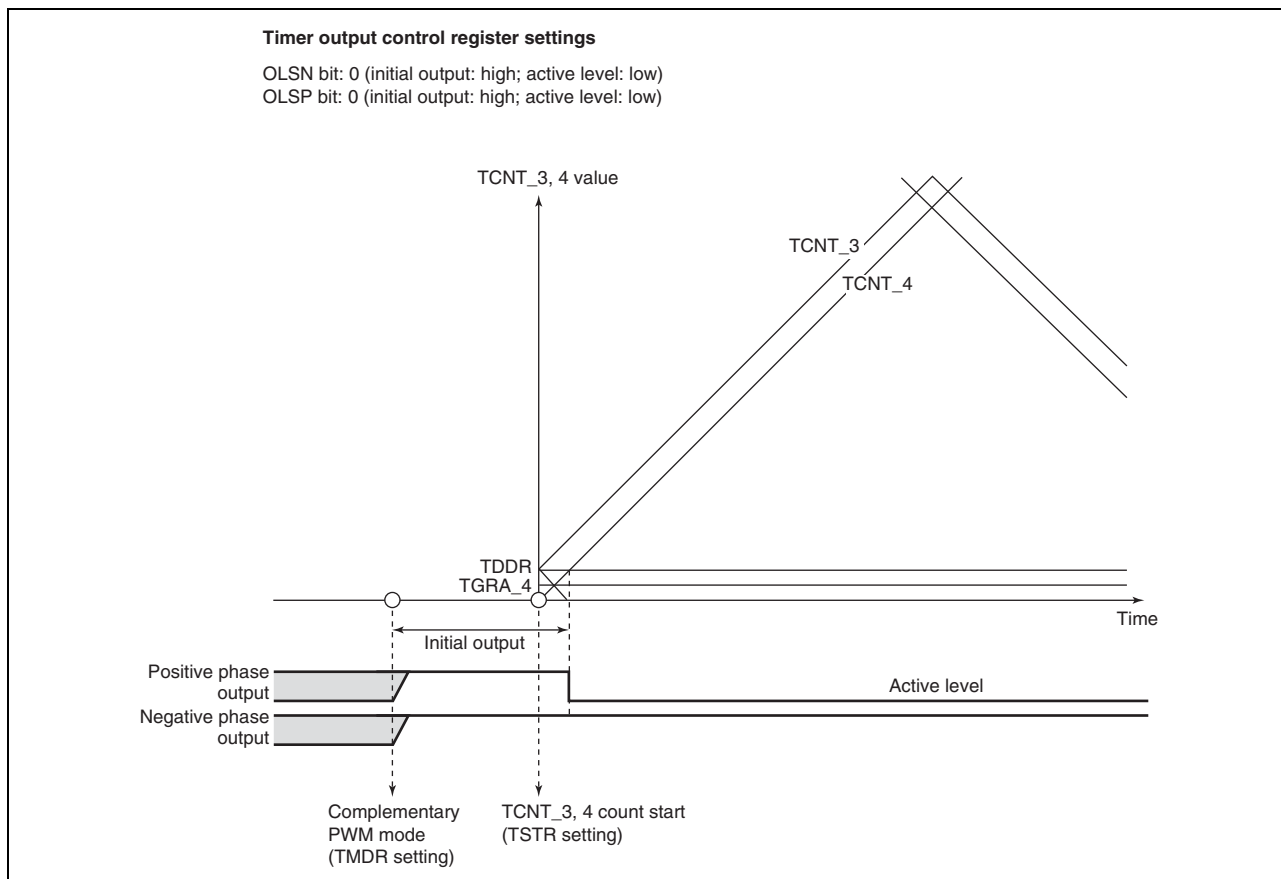 Timer output control register settings
OLSN bit: 0 (initial output: high; active level: low)
OLSP bit: 0 (initial output: high; active level: low)
TCNT_3, 4 value
TCNT_3
TCNT_4
TDDR
TGRA_4
Time
Initial output
Positive phase
output
Active level
Negative phase
output
Complementary
PWM mode
(TMDR setting)
TCNT_3, 4 count start
(TSTR setting)